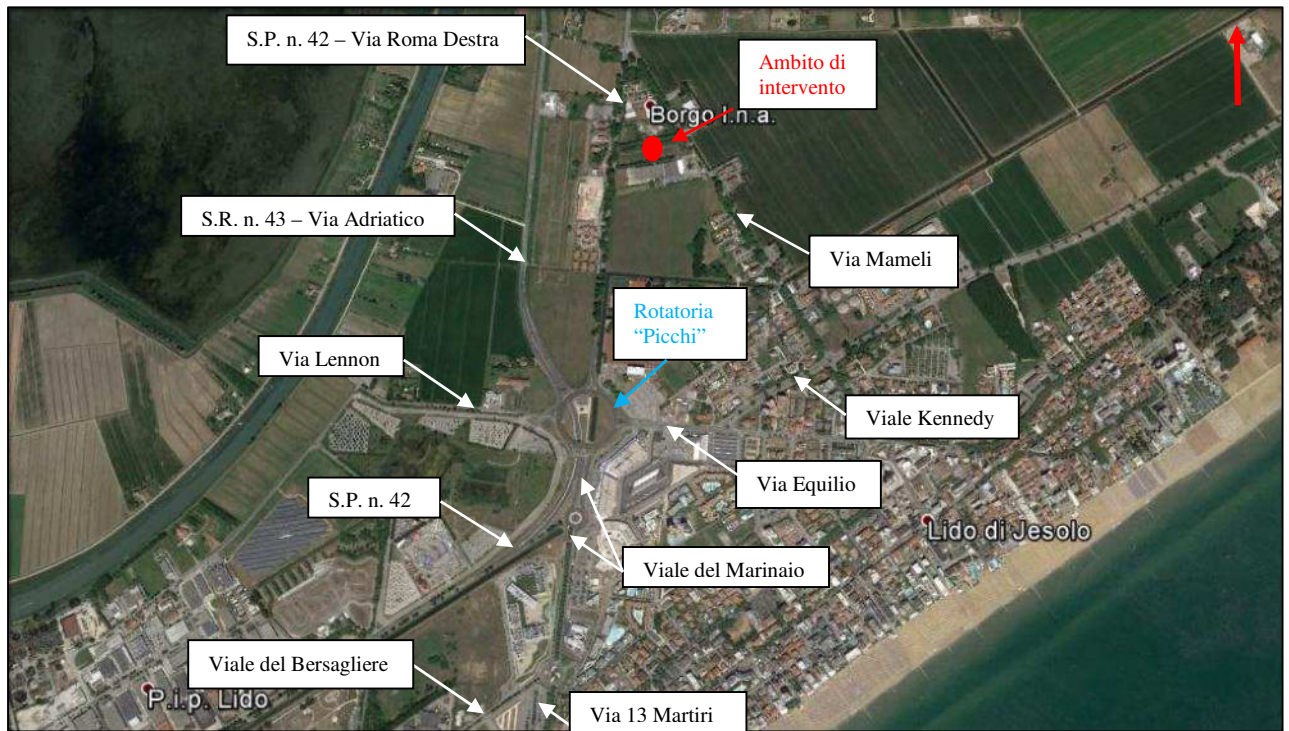 S.P. n. 42 – Via Roma Destra
Ambito di
intervento
Borgo I.n.a.
S.R. n. 43 – Via Adriatico
Via Mameli
Rotatoria
“Picchi”
Via Lennon
Viale Kennedy
Via Equilio
S.P. n. 42
Lido di Jesolo
Viale del Marinaio
Viale del Bersagliere
P.i.p. Lido
Via 13 Martiri